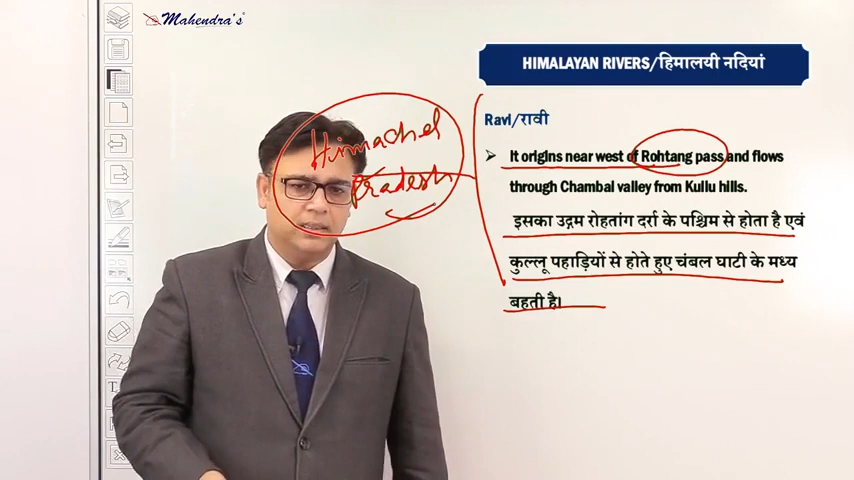 Mahendra's
HIMALAYAN RIVERS/हिमालयी नदियां
Ravi/रावी
➤ It origins near west of Rohtang pass and flows
through Chambal valley from Kullu hills.
इसका उद्गम रोहतांग दर्रा के पश्चिम से होता है एवं
कुल्लू पहाड़ियों से होते हुए चंबल घाटी के मध्य
बहती है।
Himachel
Pradesh
T